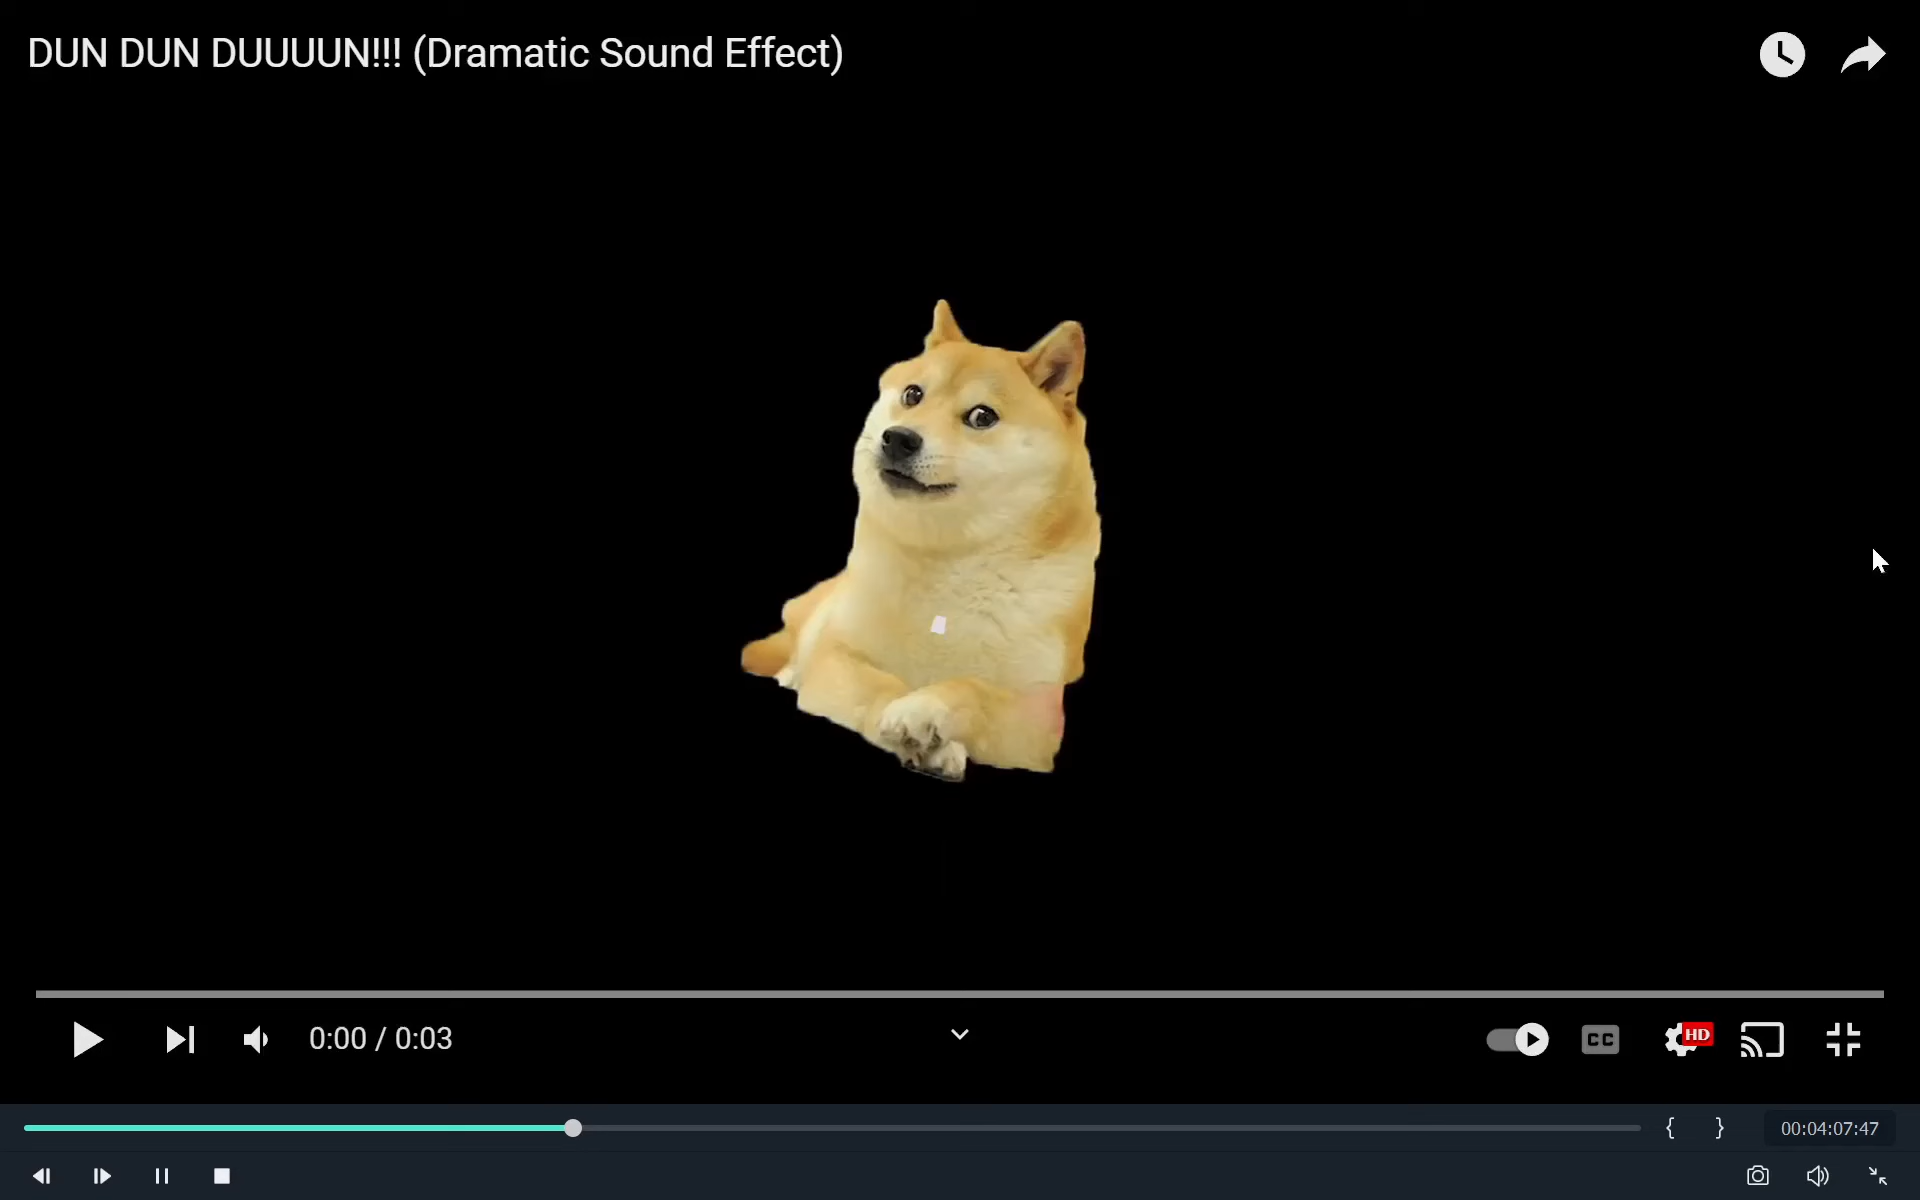 DUN DUN DUUUUN!!! (Dramatic Sound Effect)
0:00 / 0:03
CC
HD
{ }
00:04:07:47